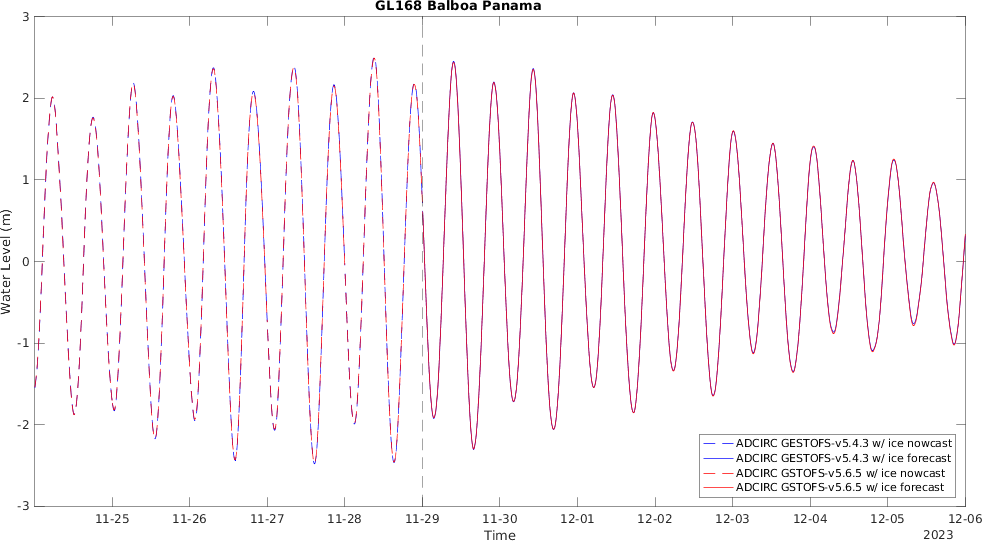 GL168 Balboa Panama
3
2
1
0
-1
-2
-3
Water Level (m)
ADCIRC GESTOFS-v5.4.3 w/ ice nowcast
ADCIRC GESTOFS-v5.4.3 w/ ice forecast
ADCIRC GSTOFS-v5.6.5 w/ ice nowcast
ADCIRC GSTOFS-v5.6.5 w/ ice forecast
11-25 11-26 11-27 11-28 11-29 11-30 12-01 12-02 12-03 12-04 12-05 12-06
Time
2023